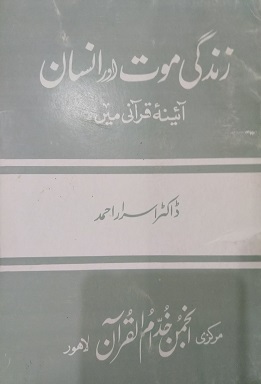 زندگی موت اور انسان
آئینۂ قرآنی میں
ڈاکٹر اسرار احمد
مرکزی انجمن خدام القرآن لاہور